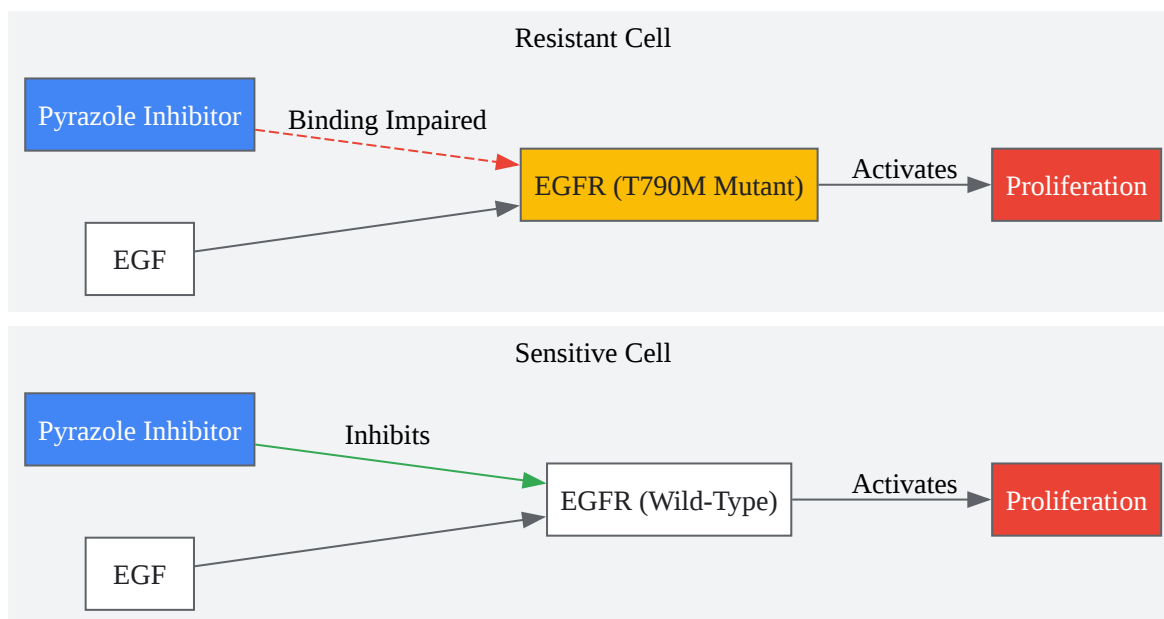 Resistant Cell
Pyrazole Inhibitor
Binding Impaired
EGFR (T790M Mutant)
Activates
Proliferation
EGF
Sensitive Cell
Pyrazole Inhibitor
Inhibits
EGFR (Wild-Type)
Activates
Proliferation
EGF